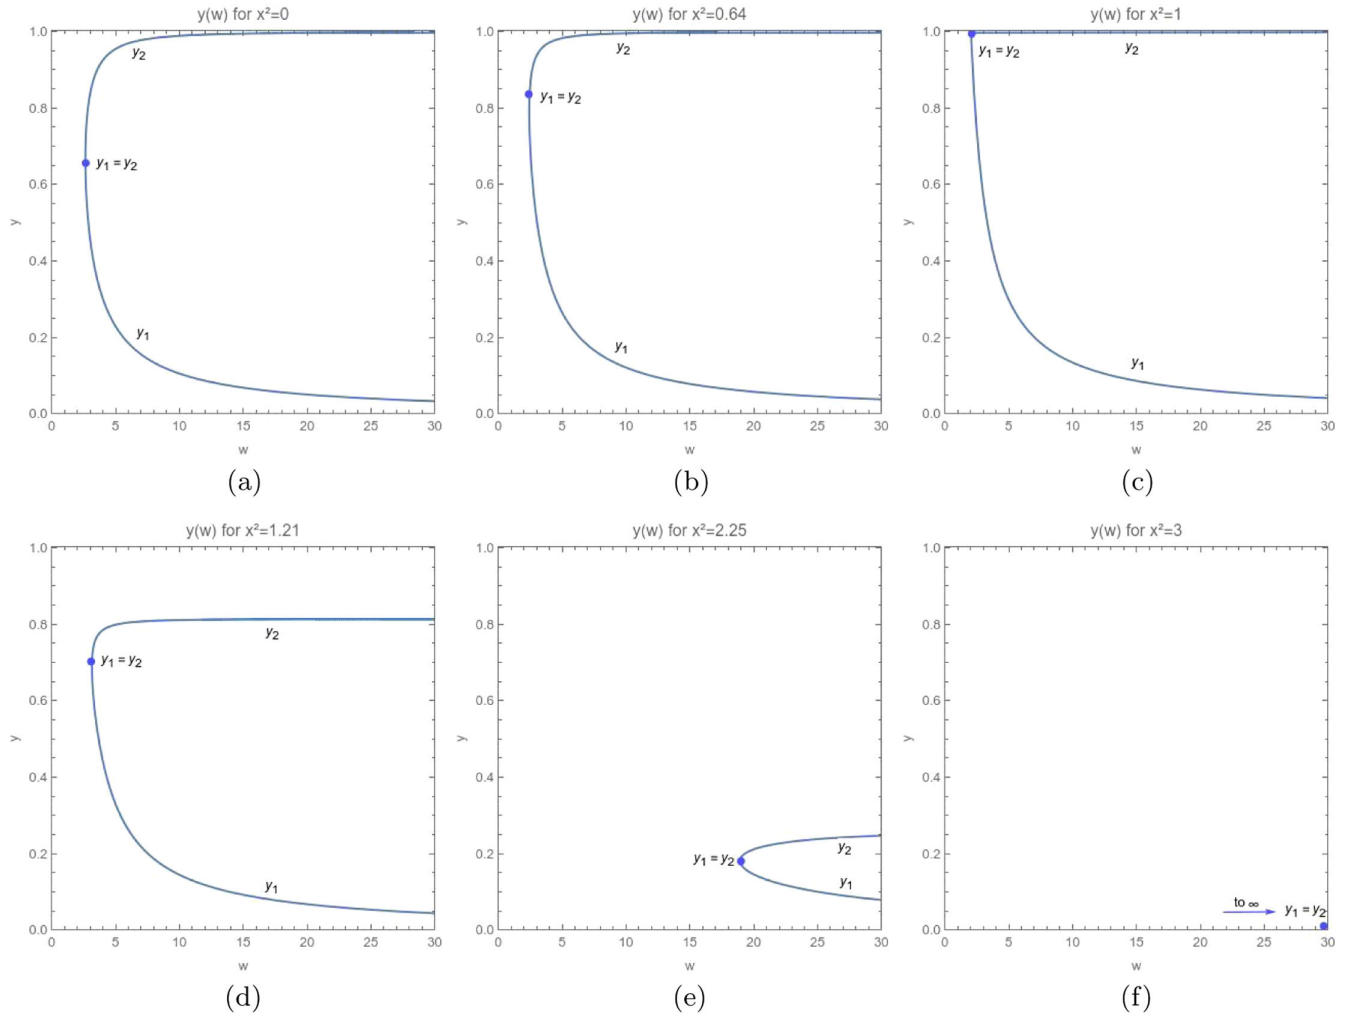 y(w) for x²=0
1.0
0.8
0.6
0.4
0.2
0.0
y
y₂
y₁ = y₂
y₁
0 5 10 15 20 25 30
w
(a)
y(w) for x²=0.64
1.0
0.8
0.6
0.4
0.2
0.0
y
y₂
y₁ = y₂
y₁
0 5 10 15 20 25 30
w
(b)
y(w) for x²=1
1.0
0.8
0.6
0.4
0.2
0.0
y
y₁ = y₂
y₂
y₁
0 5 10 15 20 25 30
w
(c)
y(w) for x²=1.21
1.0
0.8
0.6
0.4
0.2
0.0
y
y₂
y₁ = y₂
y₁
0 5 10 15 20 25 30
w
(d)
y(w) for x²=2.25
1.0
0.8
0.6
0.4
0.2
0.0
y
y₂
y₁ = y₂
y₁
0 5 10 15 20 25 30
w
(e)
y(w) for x²=3
1.0
0.8
0.6
0.4
0.2
0.0
y
to ∞
y₁ = y₂
0 5 10 15 20 25 30
w
(f)